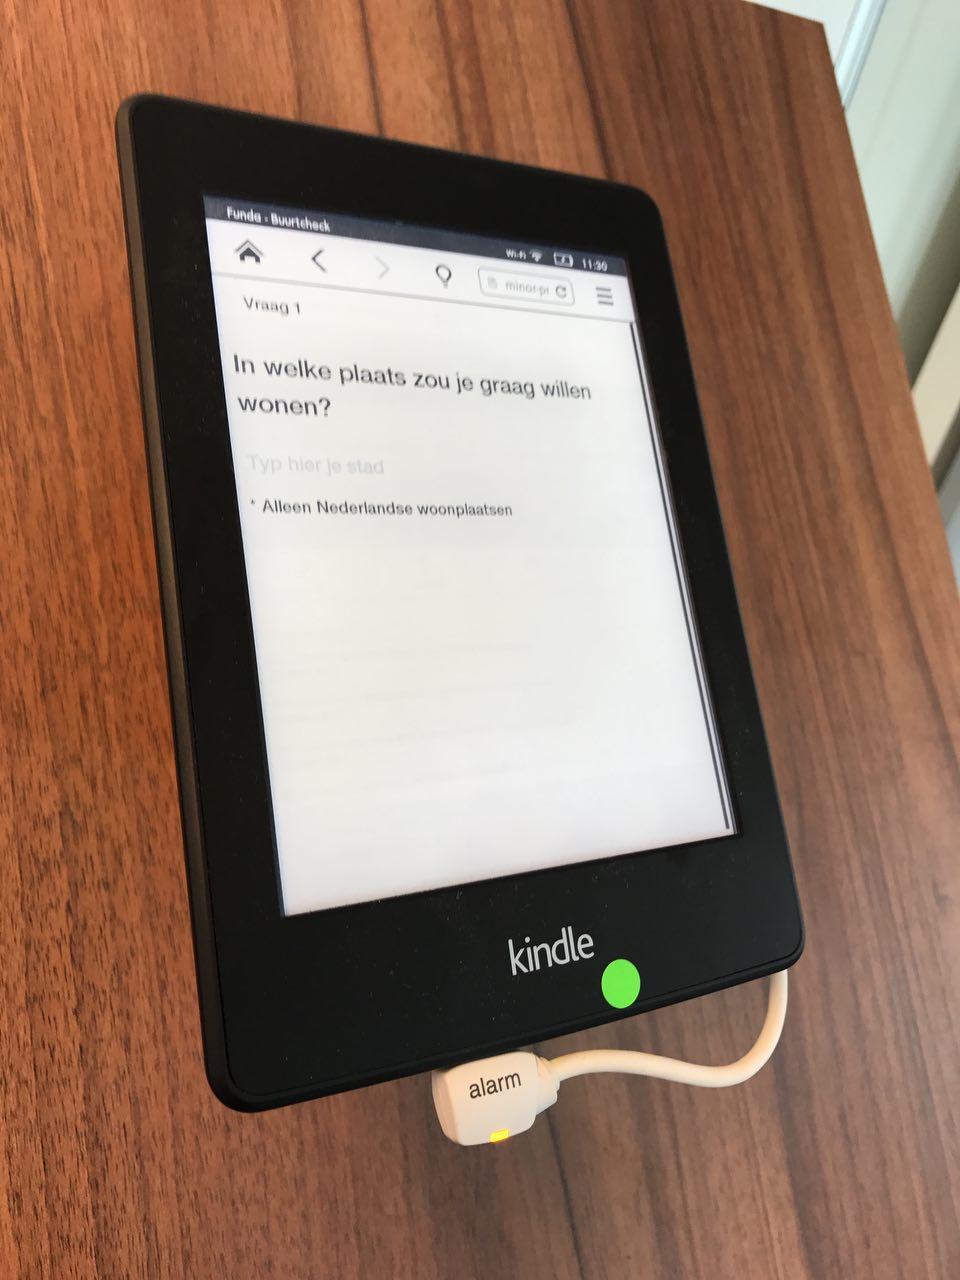 Funda - Buurtcheck
Wi-Fi 11:30
minor-pr
Vraag 1
In welke plaats zou je graag willen
wonen?
Typ hier je stad
* Alleen Nederlandse woonplaatsen
kindle
alarm